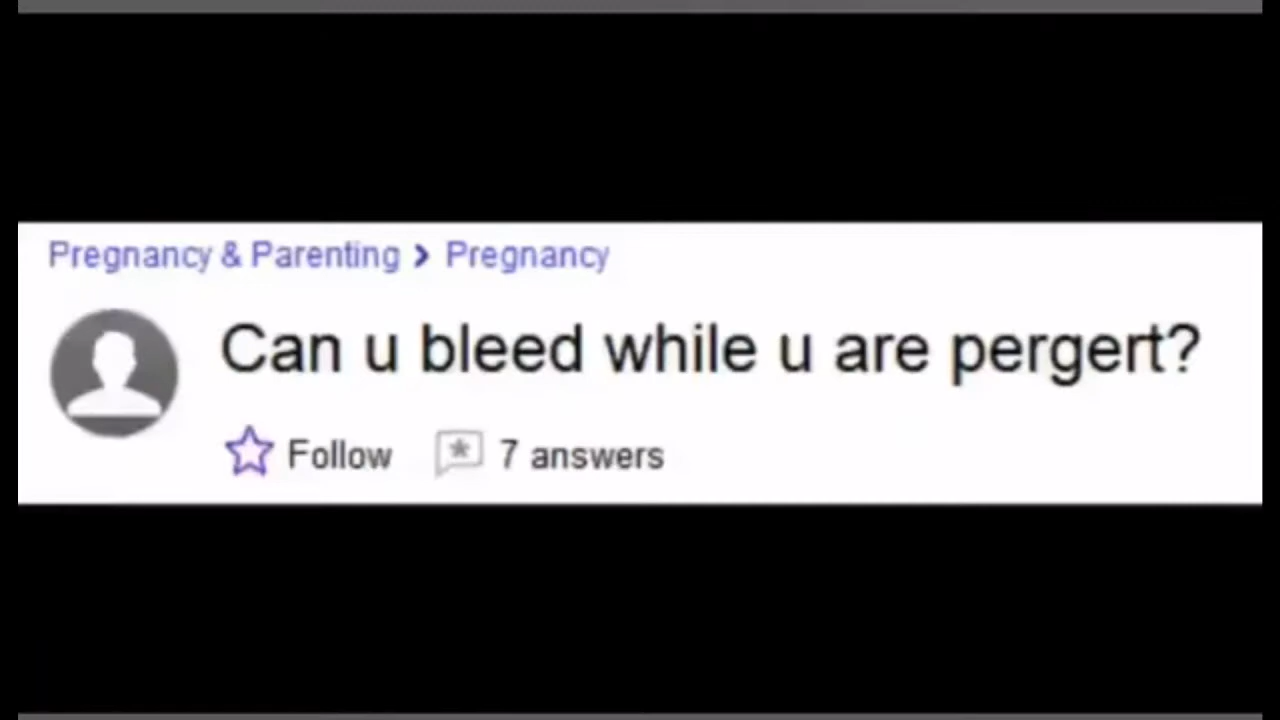 Pregnancy & Parenting > Pregnancy
Can u bleed while u are pergert?
Follow 7 answers